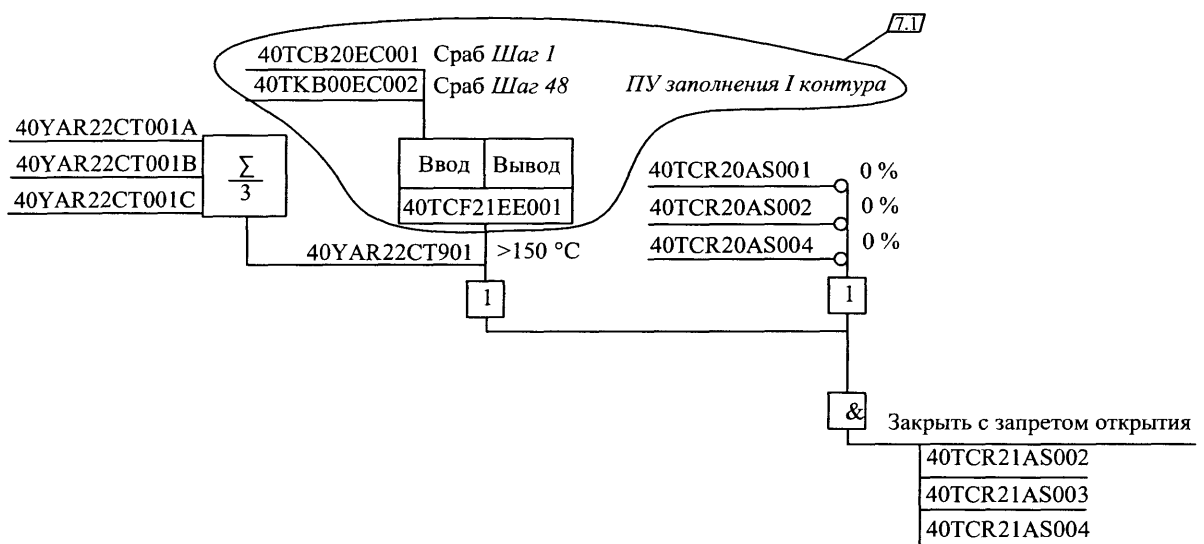 7.1
40TCB20EC001 Сраб Шаг 1
40TKB00EC002 Сраб Шаг 48
ПУ заполнения I контура
40YAR22CT001A
40YAR22CT001B
40YAR22CT001C
Σ
3
Ввод Вывод
40TCF21EE001
40YAR22CT901 >150 °C
1
40TCR20AS001 0 %
40TCR20AS002 0 %
40TCR20AS004 0 %
1
&
Закрыть с запретом открытия
40TCR21AS002
40TCR21AS003
40TCR21AS004